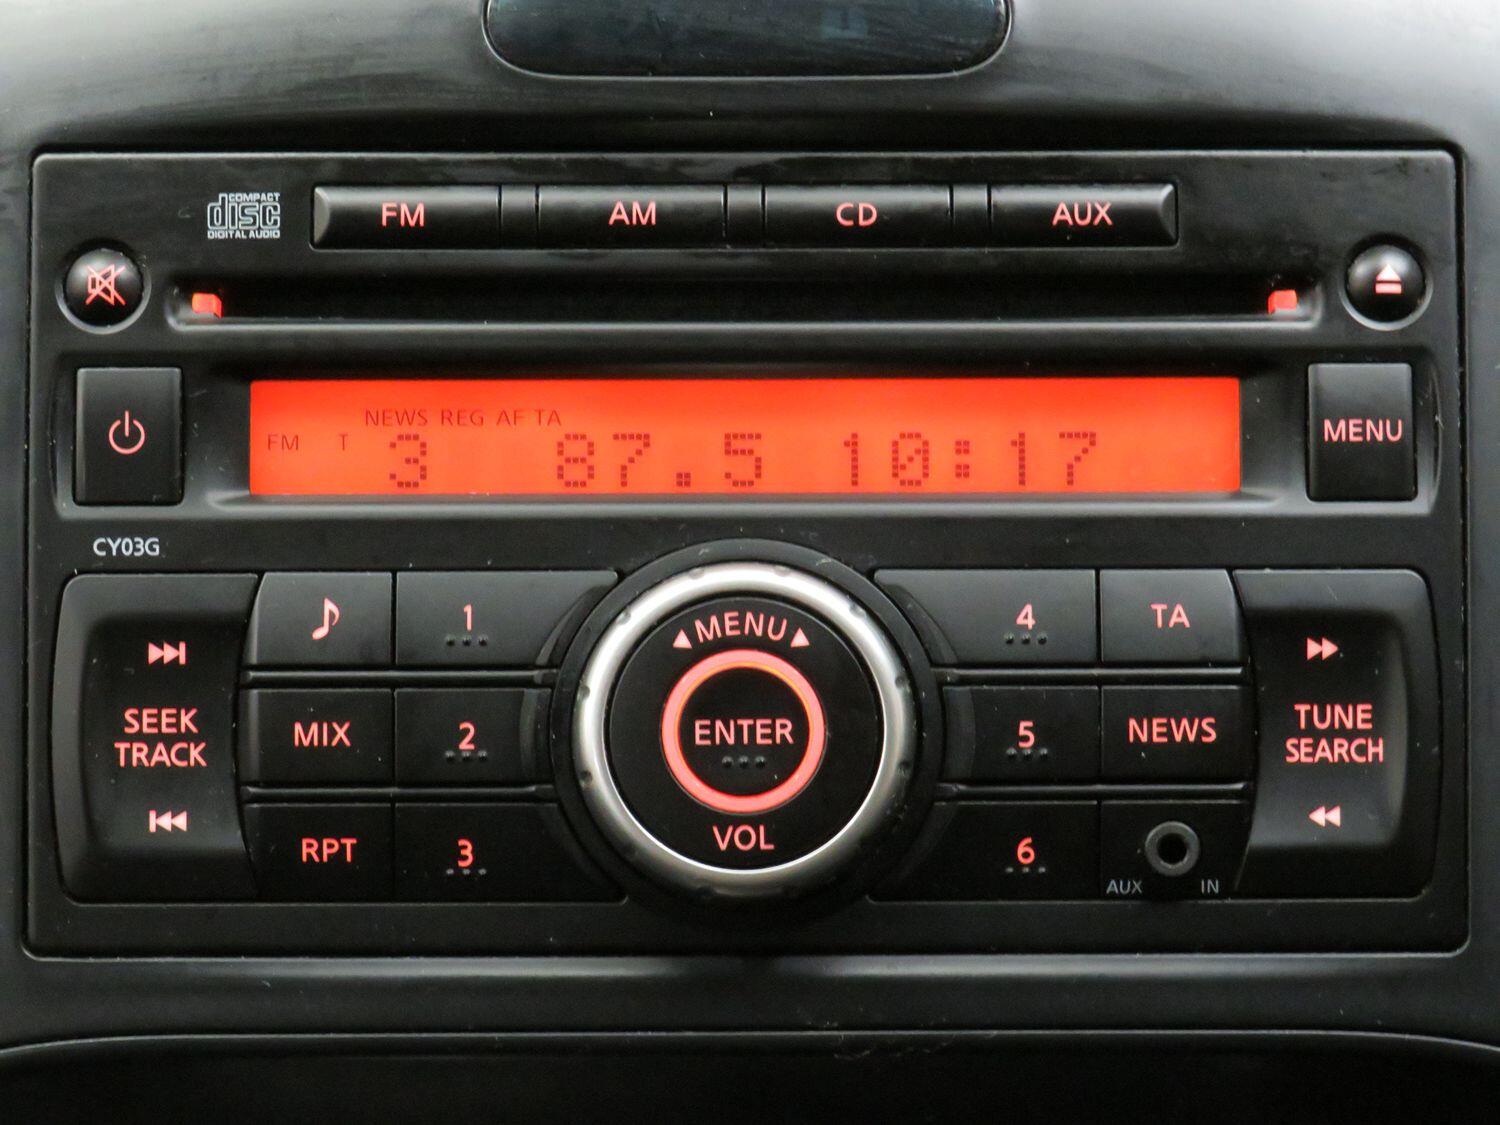 COMPACT
disc
DIGITAL AUDIO
FM AM CD AUX
NEWS REG AF TA
FM T 3 87.5 10:17
MENU
CY03G
1
4
TA
◀MENU▶
SEEK
TRACK
MIX
2
ENTER
5
NEWS
TUNE
SEARCH
RPT
3
VOL
6
AUX IN